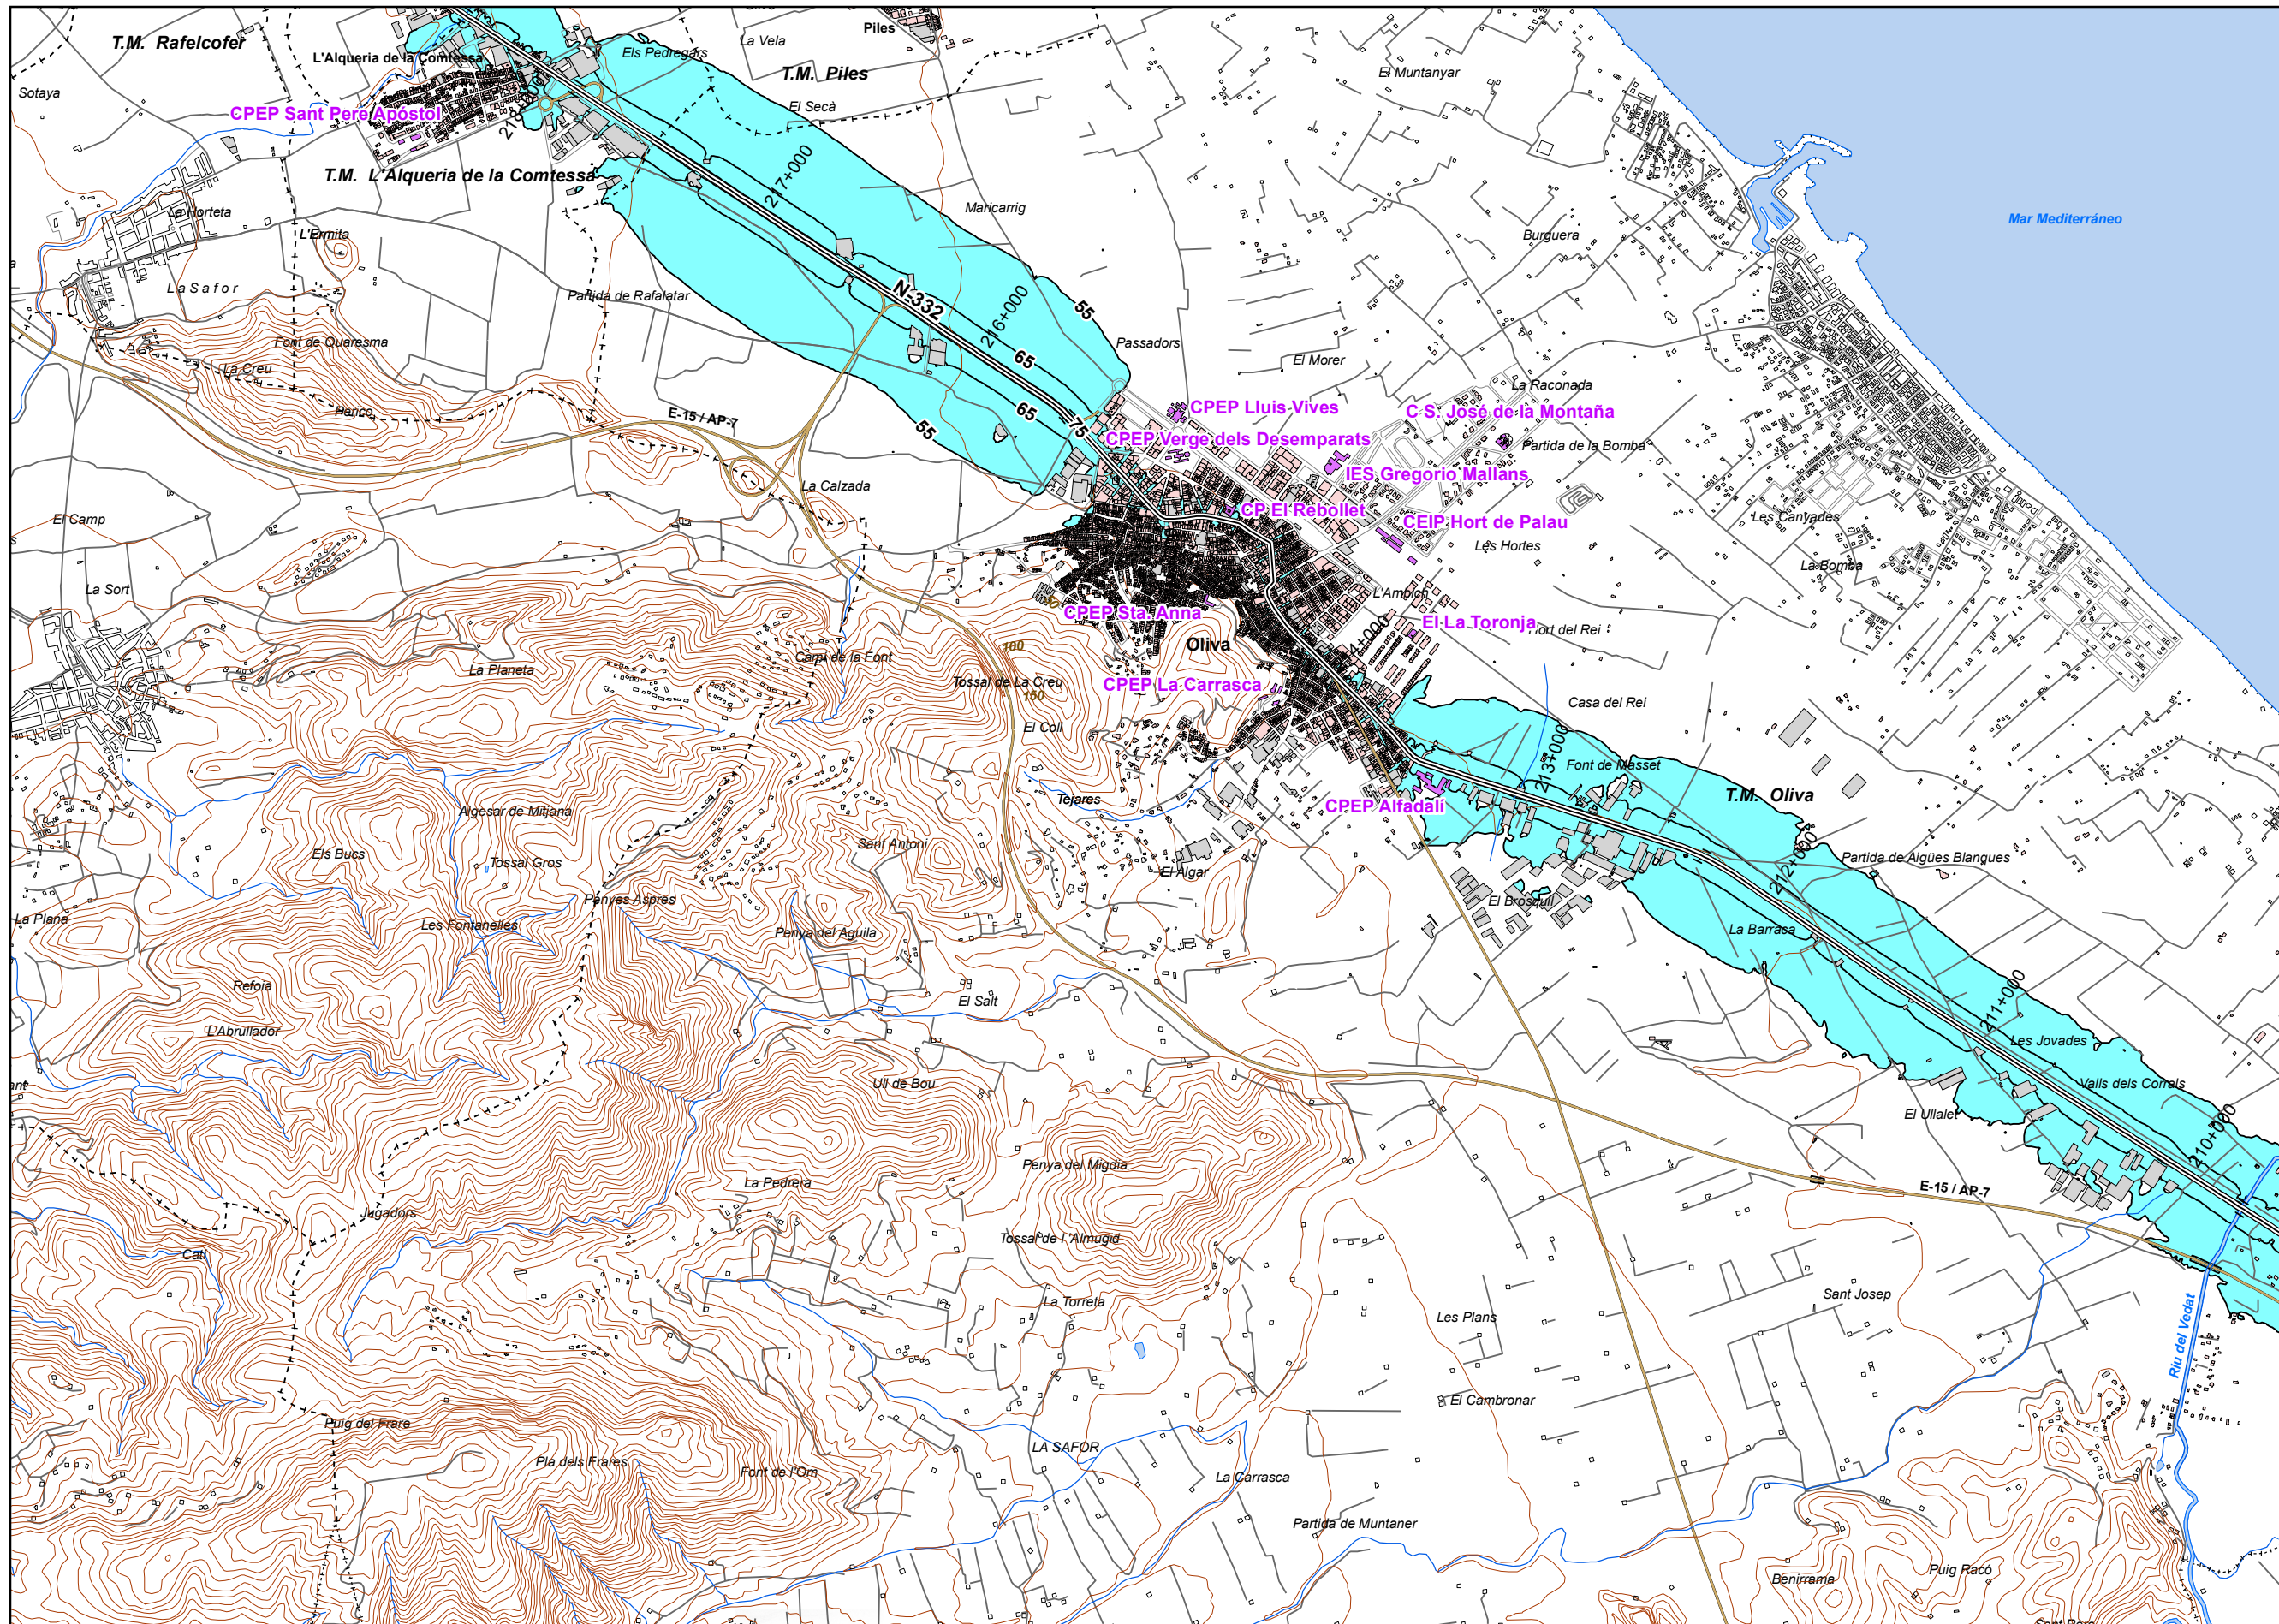 Piles
T.M. Rafelcofer
L'Alqueria de la Comtessa
Els Pedregars
La Vela
T.M. Piles
El Muntanyar
Sotaya
CPEP Sant Pere Apóstol
218+000
El Secà
T.M. L'Alqueria de la Comtessa
217+000
Maricarrig
La Horteta
L'Ermita
Burguera
Mar Mediterráneo
La Safor
Partida de Rafalatar
N-332
216+000
55
Passadors
Font de Quaresma
La Creu
65
El Morer
La Raconada
Perico
E-15 / AP-7
65
55
75
CPEP Lluis Vives
C S. José de la Montaña
CPEP Verge dels Desemparats
Partida de la Bomba
IES Gregorio Mallans
La Calzada
El Camp
CP El Rebollet
CEIP Hort de Palau
Les Canyades
Les Hortes
La Bomba
La Sort
L'Ambich
CPEP Sta. Anna
El La Toronja
Hort del Rei
Oliva
100
Camí de la Font
La Planeta
Tossal de La Creu
150
CPEP La Carrasca
Casa del Rei
El Coll
213+000
Font de Masset
Tejares
CPEP Alfadalí
T.M. Oliva
Algesar de Mitjana
Els Bucs
Tossal Gros
Sant Antoni
El Algar
212+000
Partida de Aigües Blanques
La Plana
Penyes Aspres
Les Fontanelles
Penya del Aguila
El Brosquil
La Barraca
Refoia
El Salt
L'Abrullador
211+000
Les Jovades
Ull de Bou
Valls dels Corrals
El Ullalet
210+000
Penya del Migdia
La Pedrera
E-15 / AP-7
Jugadors
Catí
Tossal de l'Almugid
La Torreta
Sant Josep
Les Plans
Riu del Vedat
El Cambronar
Puig del Frare
LA SAFOR
Pla dels Frares
Font de l'Om
La Carrasca
Partida de Muntaner
Benirrama
Puig Racó